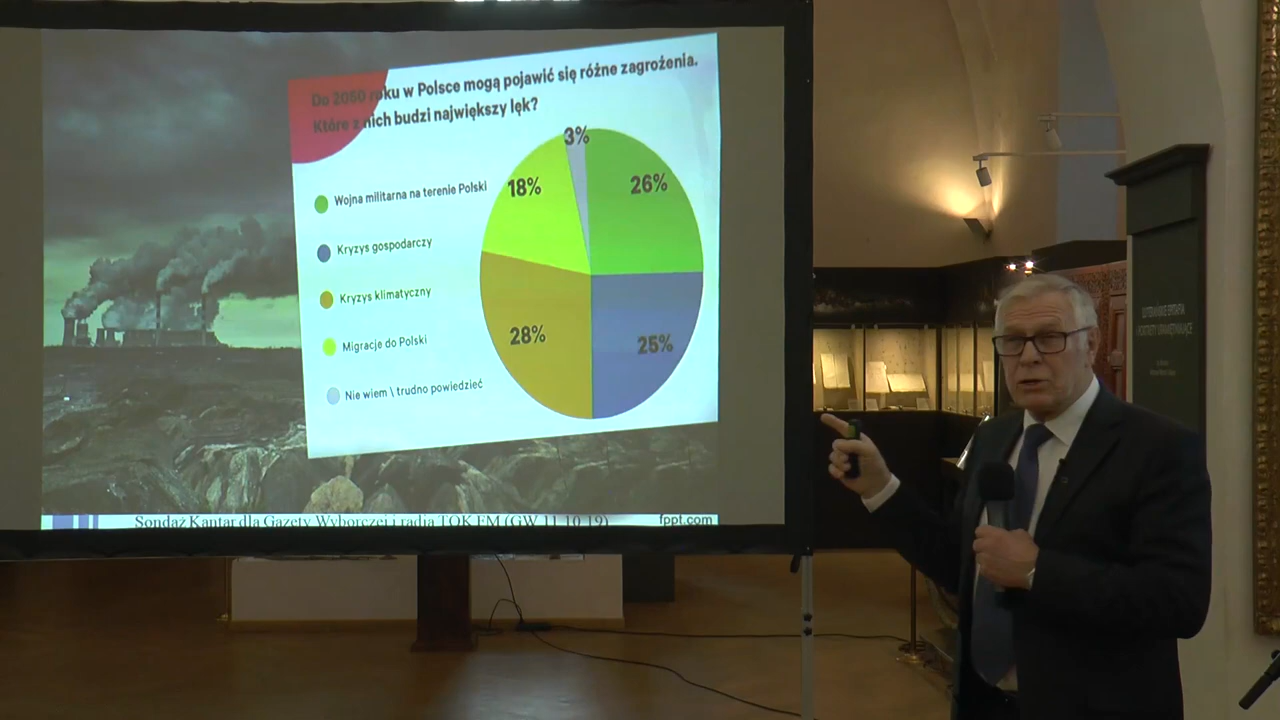 Do 2050 roku w Polsce mogą pojawić się różne zagrożenia.
Które z nich budzi największy lęk?
3%
18%
26%
Wojna militarna na terenie Polski
Kryzys gospodarczy
Kryzys klimatyczny
28%
25%
Migracje do Polski
Nie wiem \ trudno powiedzieć
Sondaż Kantar dla Gazety Wyborczej i radia TOK FM (GW 11.10.19)
fppt.com